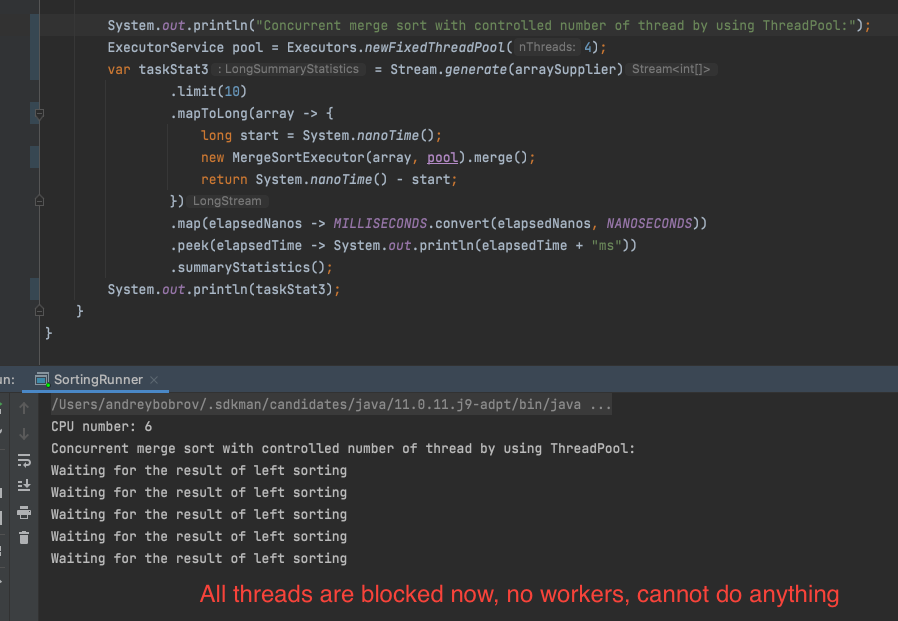 System.out.println("Concurrent merge sort with controlled number of thread by using ThreadPool:");
ExecutorService pool = Executors.newFixedThreadPool( nThreads: 4);
var taskStat3 : LongSummaryStatistics = Stream.generate(arraySupplier) Stream<int[]>
.limit(10)
.mapToLong(array -> {
long start = System.nanoTime();
new MergeSortExecutor(array, pool).merge();
return System.nanoTime() - start;
}) LongStream
.map(elapsedNanos -> MILLISECONDS.convert(elapsedNanos, NANOSECONDS))
.peek(elapsedTime -> System.out.println(elapsedTime + "ms"))
.summaryStatistics();
System.out.println(taskStat3);
}
}
un: SortingRunner ×
/Users/andreybobrov/.sdkman/candidates/java/11.0.11.j9-adpt/bin/java ...
CPU number: 6
Concurrent merge sort with controlled number of thread by using ThreadPool:
Waiting for the result of left sorting
Waiting for the result of left sorting
Waiting for the result of left sorting
Waiting for the result of left sorting
Waiting for the result of left sorting
All threads are blocked now, no workers, cannot do anything